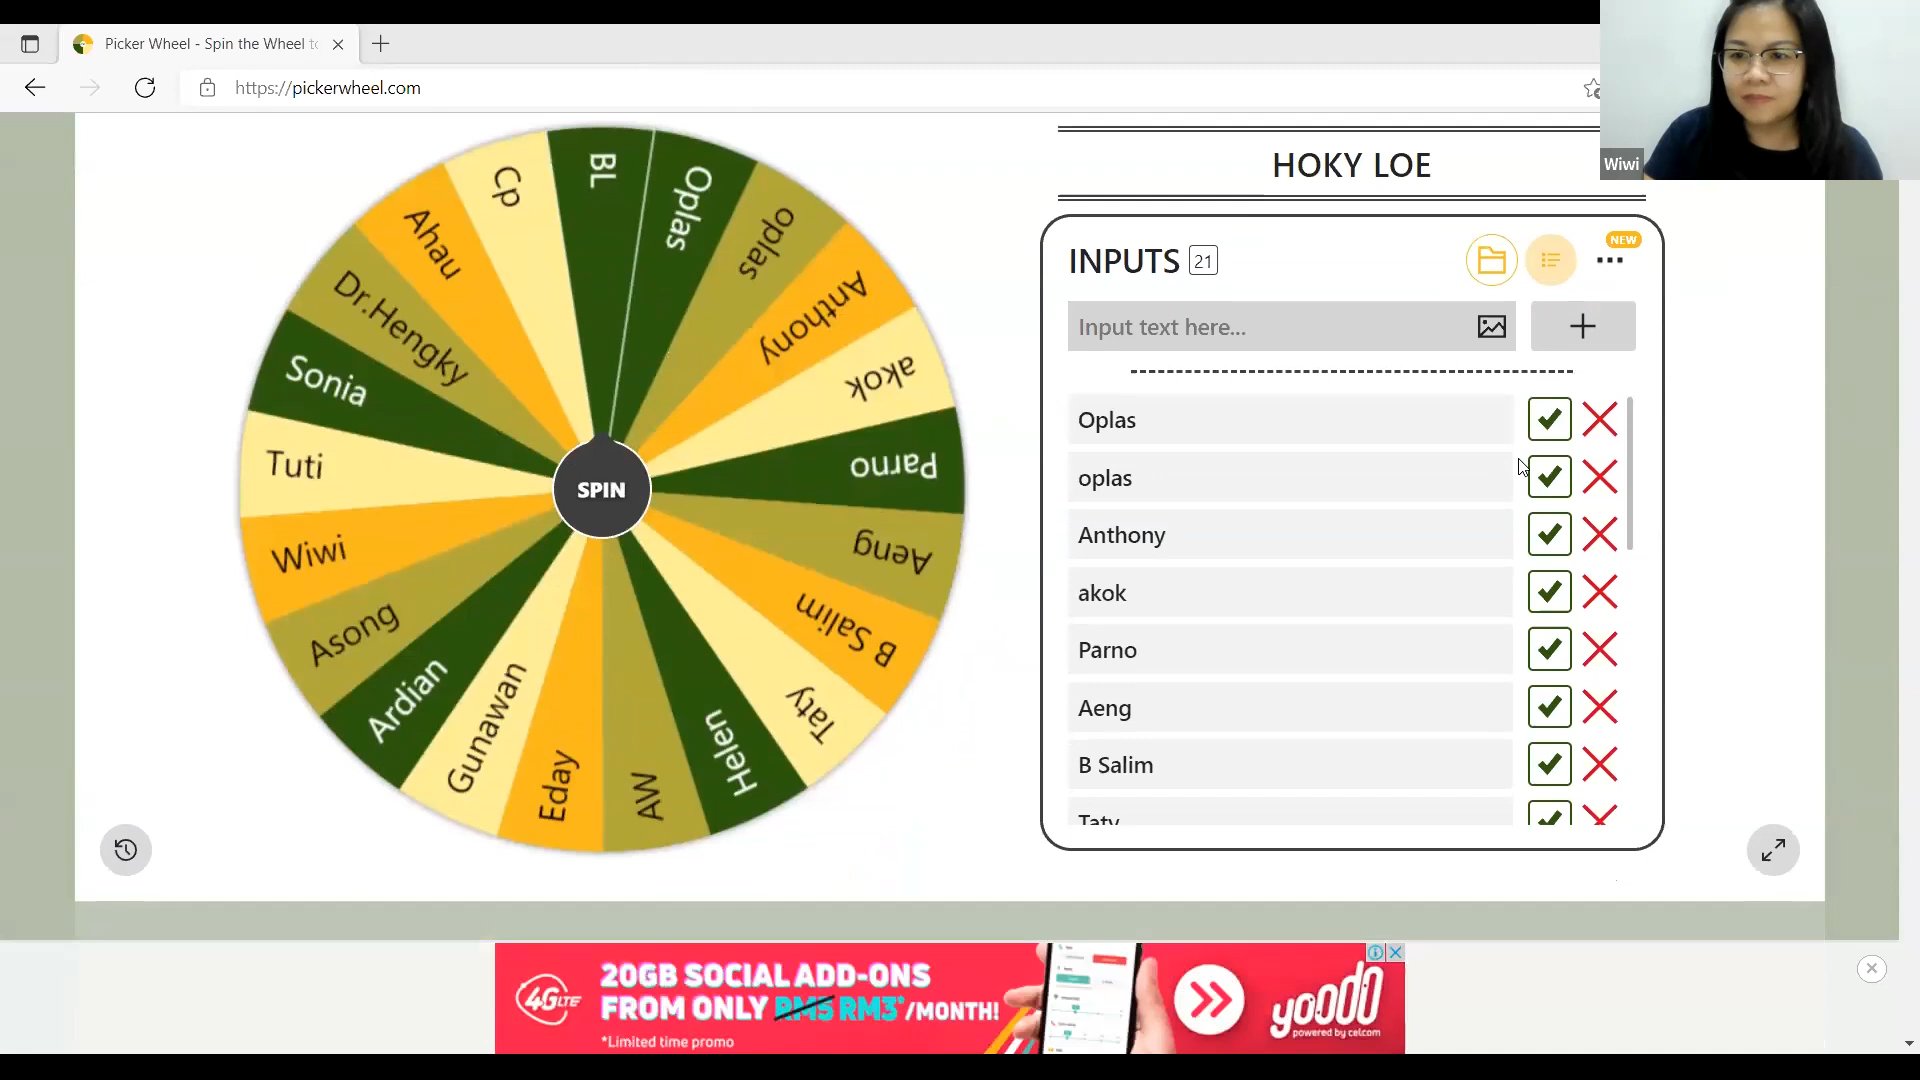 Picker Wheel - Spin the Wheel to
https://pickerwheel.com
Wiwi
HOKY LOE
INPUTS 21
NEW
Input text here...
Oplas
oplas
Anthony
akok
Parno
Aeng
B Salim
Taty
BL
Oplas
oplas
Anthony
akok
Parno
Aeng
B Salim
Taty
Helen
AW
Eday
Gunawan
Ardian
Asong
Wiwi
Tuti
Sonia
Dr.Hengky
Ahau
Cp
SPIN
4G LTE
20GB SOCIAL ADD-ONS
FROM ONLY RM5 RM3*/MONTH!
*Limited time promo
yoodo
powered by celcom